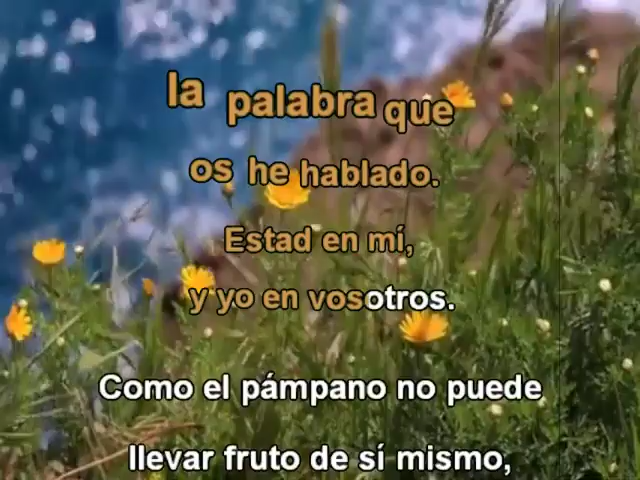 la palabra que
os he hablado.
Estad en mí,
y yo en vosotros.
Como el pámpano no puede
llevar fruto de sí mismo,